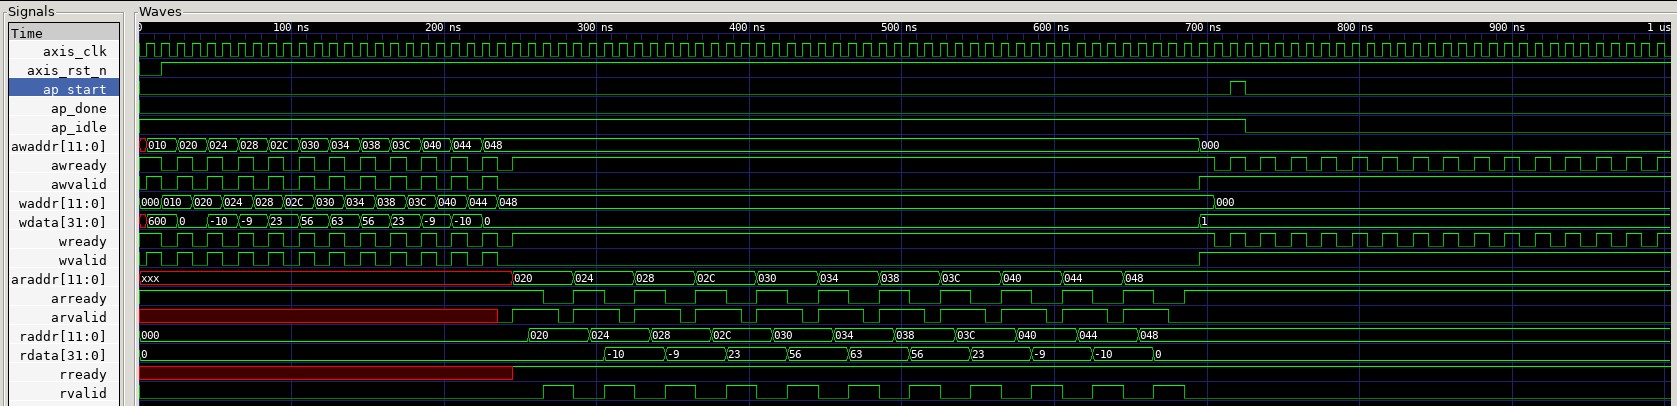 Signals Waves
Time 0 100 ns 200 ns 300 ns 400 ns 500 ns 600 ns 700 ns 800 ns 900 ns 1 us
axis_clk
axis_rst_n
ap_start
ap_done
ap_idle
awaddr[11:0] 010 020 024 028 02C 030 034 038 03C 040 044 048 000
awready
awvalid
waddr[11:0] 000 010 020 024 028 02C 030 034 038 03C 040 044 048 000
wdata[31:0] 600 0 -10 -9 23 56 63 56 23 -9 -10 0 1
wready
wvalid
araddr[11:0] xxx 020 024 028 02C 030 034 038 03C 040 044 048
arready
arvalid
raddr[11:0] 000 020 024 028 02C 030 034 038 03C 040 044 048
rdata[31:0] 0 -10 -9 23 56 63 56 23 -9 -10 0
rready
rvalid